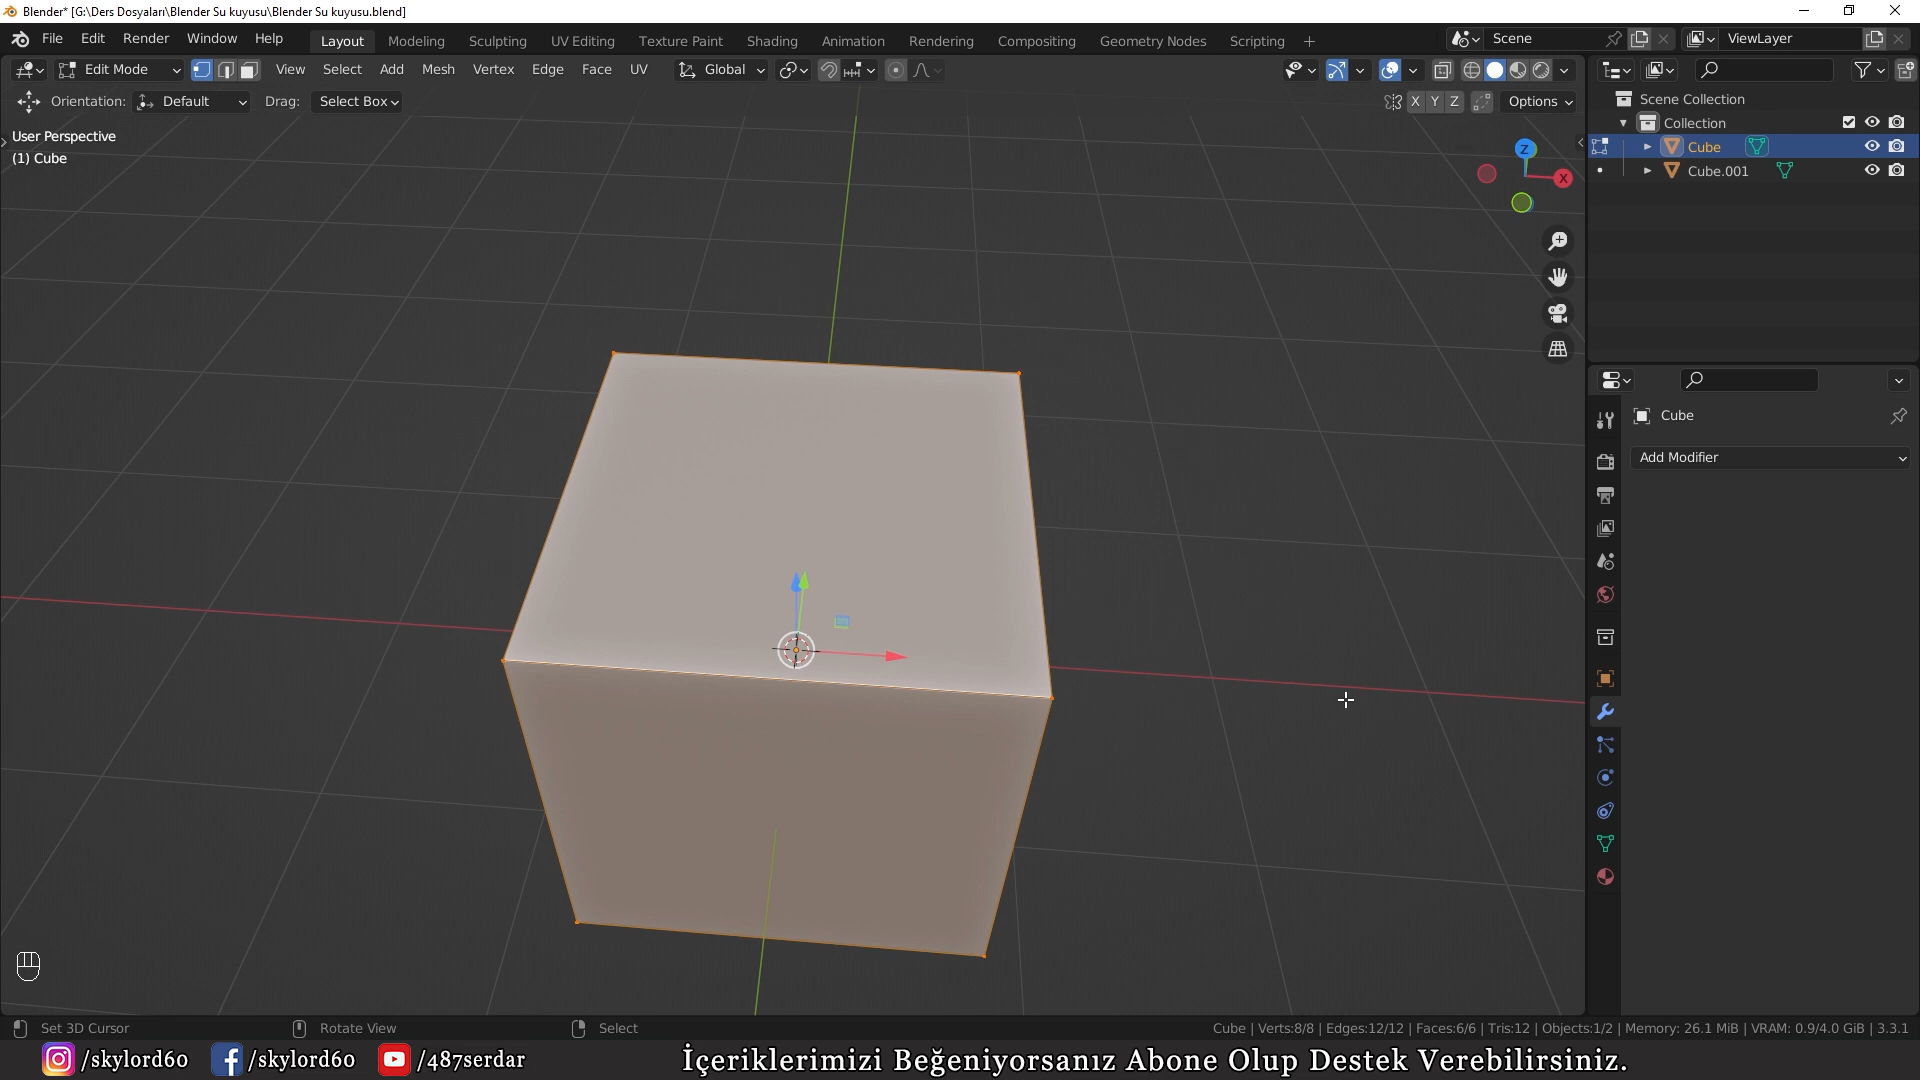 Blender* [G:\Ders Dosyaları\Blender Su kuyusu\Blender Su kuyusu.blend]
File Edit Render Window Help Layout Modeling Sculpting UV Editing Texture Paint Shading Animation Rendering Compositing Geometry Nodes Scripting + Scene ViewLayer
Edit Mode View Select Add Mesh Vertex Edge Face UV Global
Orientation: Default Drag: Select Box X Y Z Options
Scene Collection
User Perspective
Collection
(1) Cube
Z
Cube
X
Cube.001
Cube
Add Modifier
Set 3D Cursor Rotate View Select Cube | Verts:8/8 | Edges:12/12 | Faces:6/6 | Tris:12 | Objects:1/2 | Memory: 26.1 MiB | VRAM: 0.9/4.0 GiB | 3.3.1
/skylord60 /skylord60 /487serdar İçeriklerimizi Beğeniyorsanız Abone Olup Destek Verebilirsiniz.